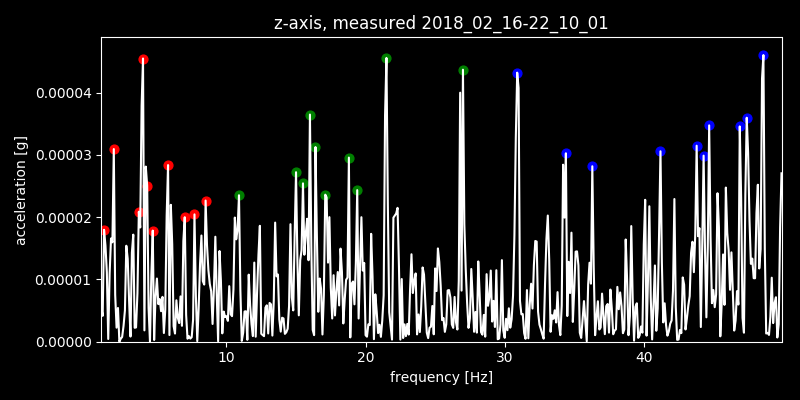 z-axis, measured 2018_02_16-22_10_01
acceleration [g]
0.00004
0.00003
0.00002
0.00001
0.00000
10 20 30 40
frequency [Hz]